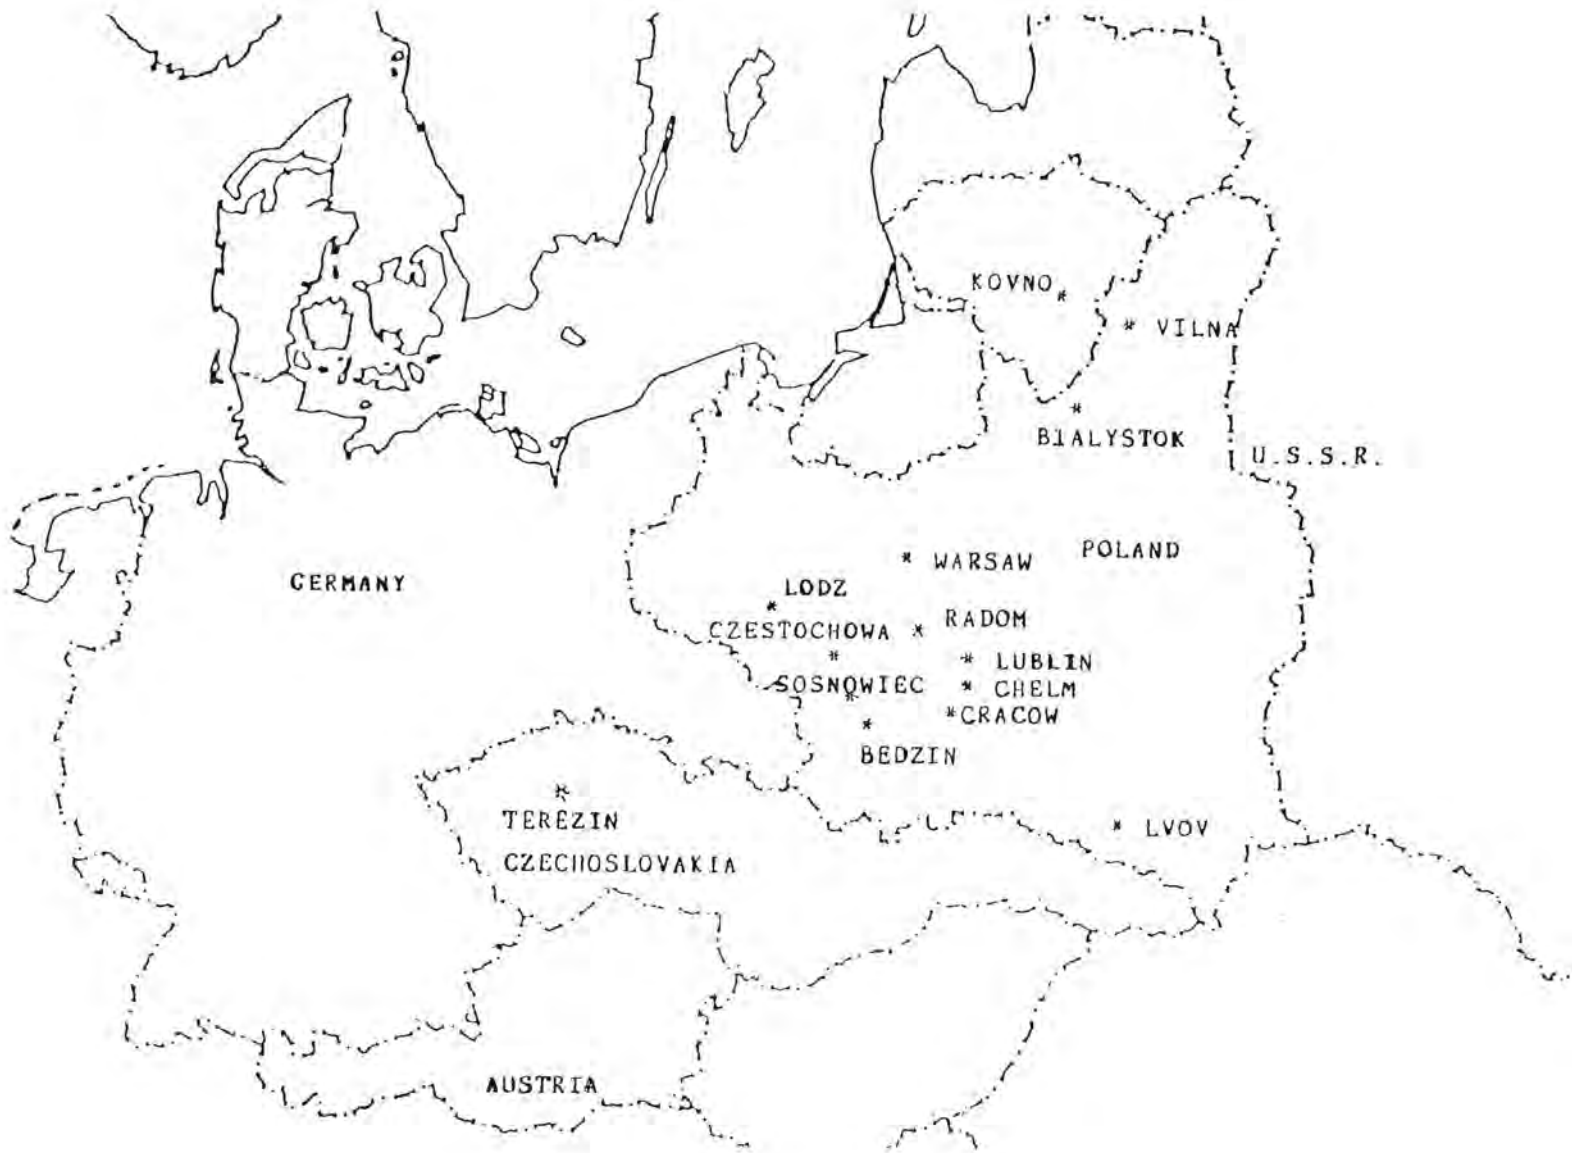 KOVNO
VILNA
BIALYSTOK
U.S.S.R.
POLAND
WARSAW
GERMANY
LODZ
RADOM
CZESTOCHOWA
LUBLIN
SOSNOWIEC
CHELM
CRACOW
BEDZIN
TEREZIN
LVOV
CZECHOSLOVAKIA
AUSTRIA